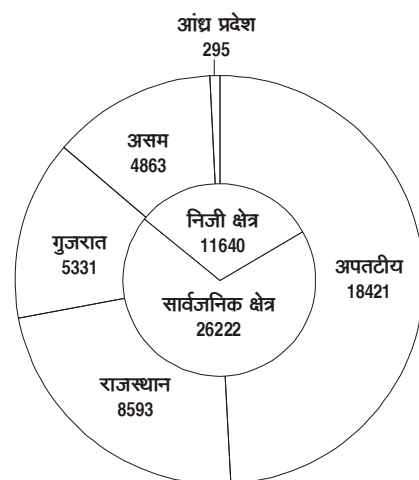 आंध्र प्रदेश
295
असम
4863
निजी क्षेत्र
11640
गुजरात
5331
अपतटीय
18421
सार्वजनिक क्षेत्र
26222
राजस्थान
8593